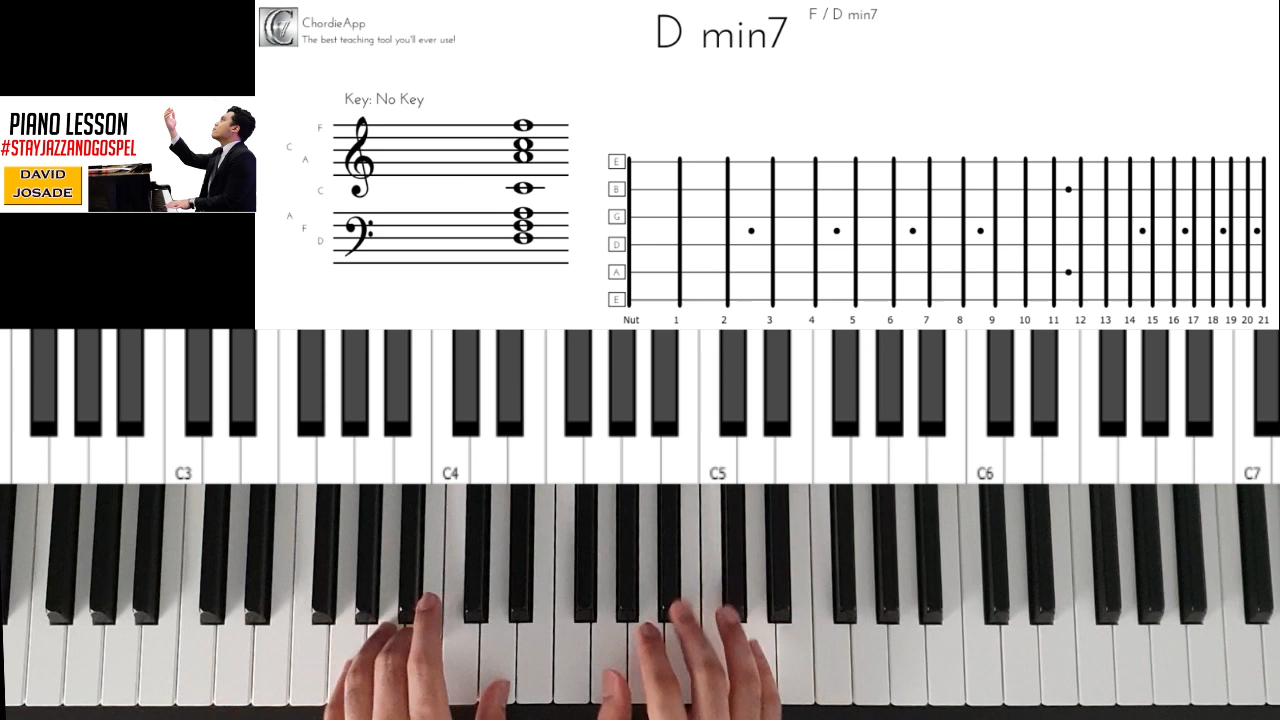 ChordieApp
The best teaching tool you'll ever use!
D min7
F / D min7
PIANO LESSON
#STAYJAZZANDGOSPEL
DAVID
JOSADE
Key: No Key
F
C
A
C
A
F
D
E
B
G
D
A
E
Nut 1 2 3 4 5 6 7 8 9 10 11 12 13 14 15 16 17 18 19 20 21
C3 C4 C5 C6 C7